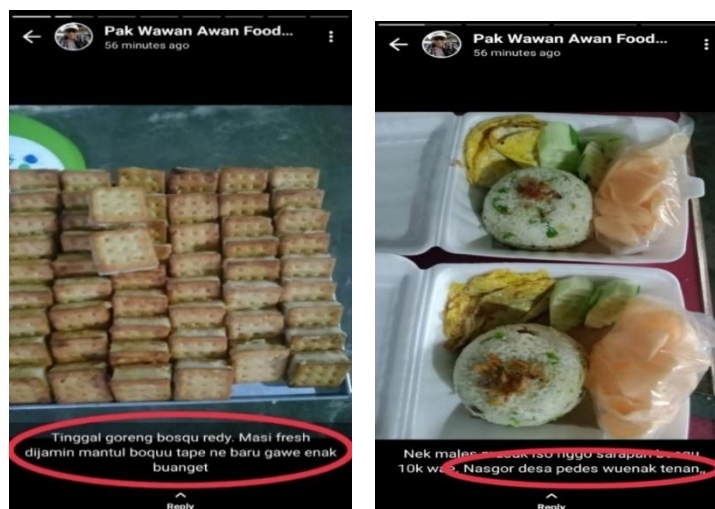 Pak Wawan Awan Food...
56 minutes ago
Tinggal goreng bosqu redy. Masi fresh
dijamin mantul boquu tape ne baru gawe enak
buanget
Reply
Pak Wawan Awan Food...
56 minutes ago
Nek males iso nggo sarapan bosqu
10k wae, Nasgor desa pedes wuenak tenan,,
Reply